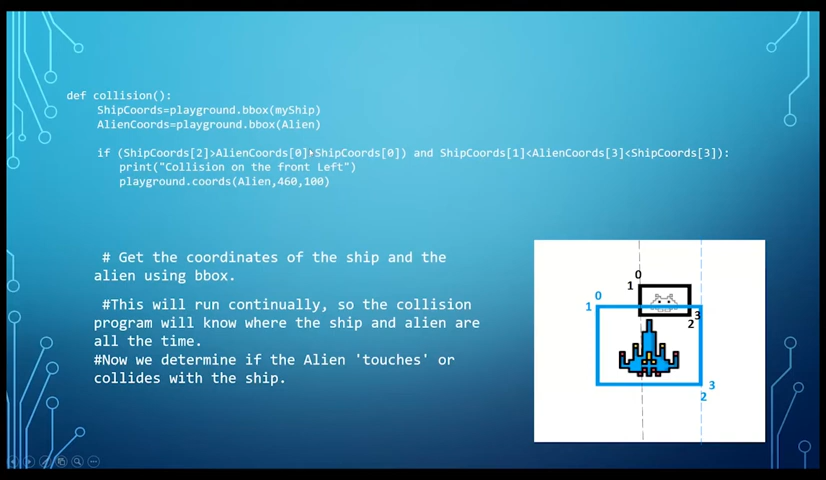 def collision():
ShipCoords=playground.bbox(myShip)
AlienCoords=playground.bbox(Alien)
if (ShipCoords[2]>AlienCoords[0]>ShipCoords[0]) and ShipCoords[1]<AlienCoords[3]<ShipCoords[3]):
print("Collision on the front Left")
playground.coords(Alien,460,100)
# Get the coordinates of the ship and the
alien using bbox.
#This will run continually, so the collision
program will know where the ship and alien are
all the time.
#Now we determine if the Alien 'touches' or
collides with the ship.
0
1
3
2
0
1
3
2